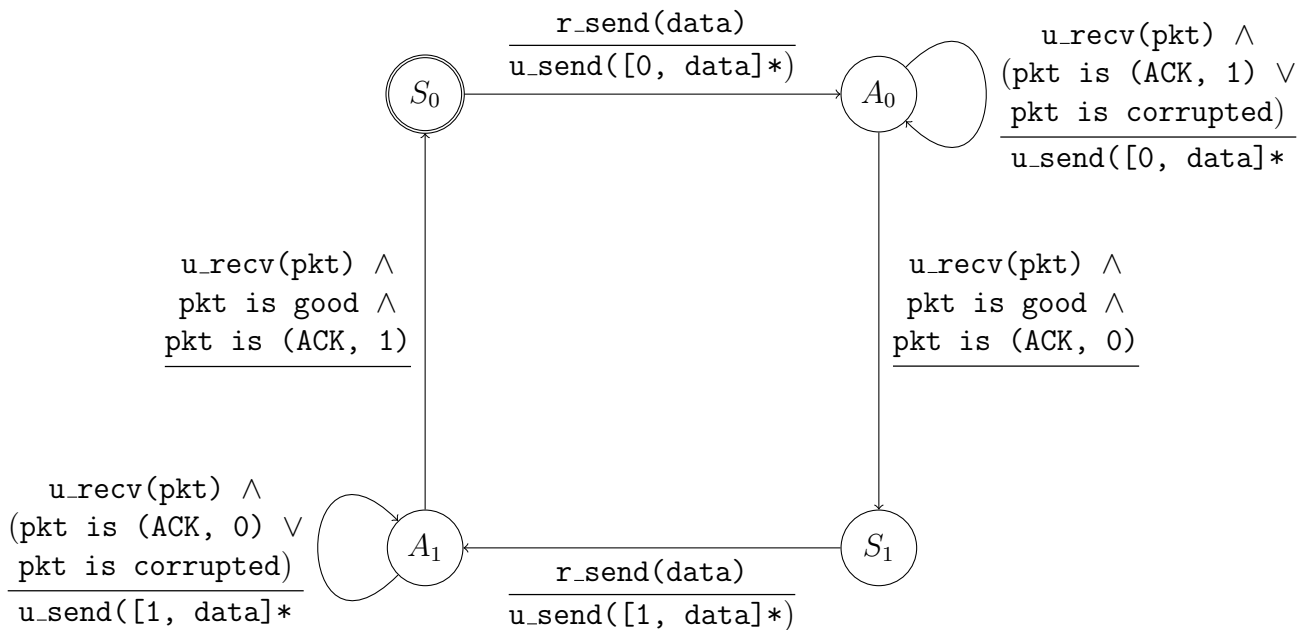 r_send(data)
u_send([0, data]*)
S0
A0
u_recv(pkt) ∧
(pkt is (ACK, 1) ∨
pkt is corrupted)
u_send([0, data]*
u_recv(pkt) ∧
pkt is good ∧
pkt is (ACK, 1)
u_recv(pkt) ∧
pkt is good ∧
pkt is (ACK, 0)
u_recv(pkt) ∧
(pkt is (ACK, 0) ∨
pkt is corrupted)
u_send([1, data]*
A1
S1
r_send(data)
u_send([1, data]*)